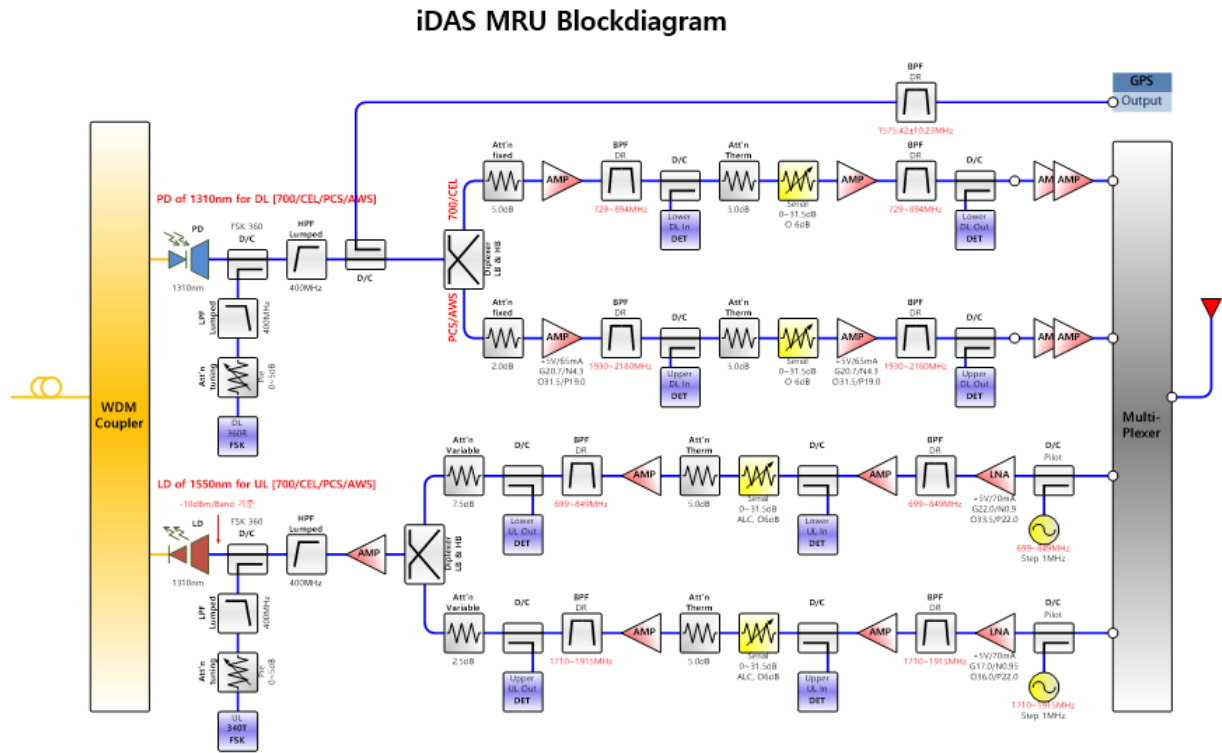 iDAS MRU Blockdiagram
BPF
DR
1575.42±10.23MHz
GPS
Output
WDM
Coupler
PD of 1310nm for DL [700/CEL/PCS/AWS]
PD
1310nm
FSK 360
D/C
HPF
Lumped
400MHz
D/C
LPF
Lumped
400MHz
Att'n
tuning
Pie
0~5dB
DL
360R
FSK
700/CEL
PCS/AWS
Diplexer
LB & HB
Att'n
fixed
5.0dB
AMP
BPF
DR
729~894MHz
D/C
Lower
DL In
DET
Att'n
Therm
5.0dB
Serial
0~31.5dB
O 6dB
AMP
BPF
DR
729~894MHz
D/C
Lower
DL Out
DET
AM
AMP
Att'n
fixed
2.0dB
AMP
+5V/65mA
G20.7/N4.3
O31.5/P19.0
BPF
DR
1930~2180MHz
D/C
Upper
DL In
DET
Att'n
Therm
5.0dB
Serial
0~31.5dB
O 6dB
AMP
+5V/65mA
G20.7/N4.3
O31.5/P19.0
BPF
DR
1930~2180MHz
D/C
Upper
DL Out
DET
AM
AMP
Multi-
Plexer
LD of 1550nm for UL [700/CEL/PCS/AWS]
-10dBm/Band 기준
LD
1310nm
FSK 360
D/C
HPF
Lumped
400MHz
AMP
LPF
Lumped
400MHz
Att'n
tuning
Pie
0~5dB
UL
340T
FSK
Diplexer
LB & HB
Att'n
Variable
7.5dB
D/C
Lower
UL Out
DET
BPF
DR
699~849MHz
AMP
Att'n
Therm
5.0dB
Serial
0~31.5dB
ALC, O6dB
D/C
Lower
UL In
DET
AMP
BPF
DR
699~849MHz
LNA
+5V/70mA
G22.0/N0.9
O33.5/P22.0
D/C
Pilot
699~849MHz
Step 1MHz
Att'n
Variable
2.5dB
D/C
Upper
UL Out
DET
BPF
DR
1710~1915MHz
AMP
Att'n
Therm
5.0dB
Serial
0~31.5dB
ALC, O6dB
D/C
Upper
UL In
DET
AMP
BPF
DR
1710~1915MHz
LNA
+5V/70mA
G17.0/N0.95
O36.0/P22.0
D/C
Pilot
1710~1915MHz
Step 1MHz